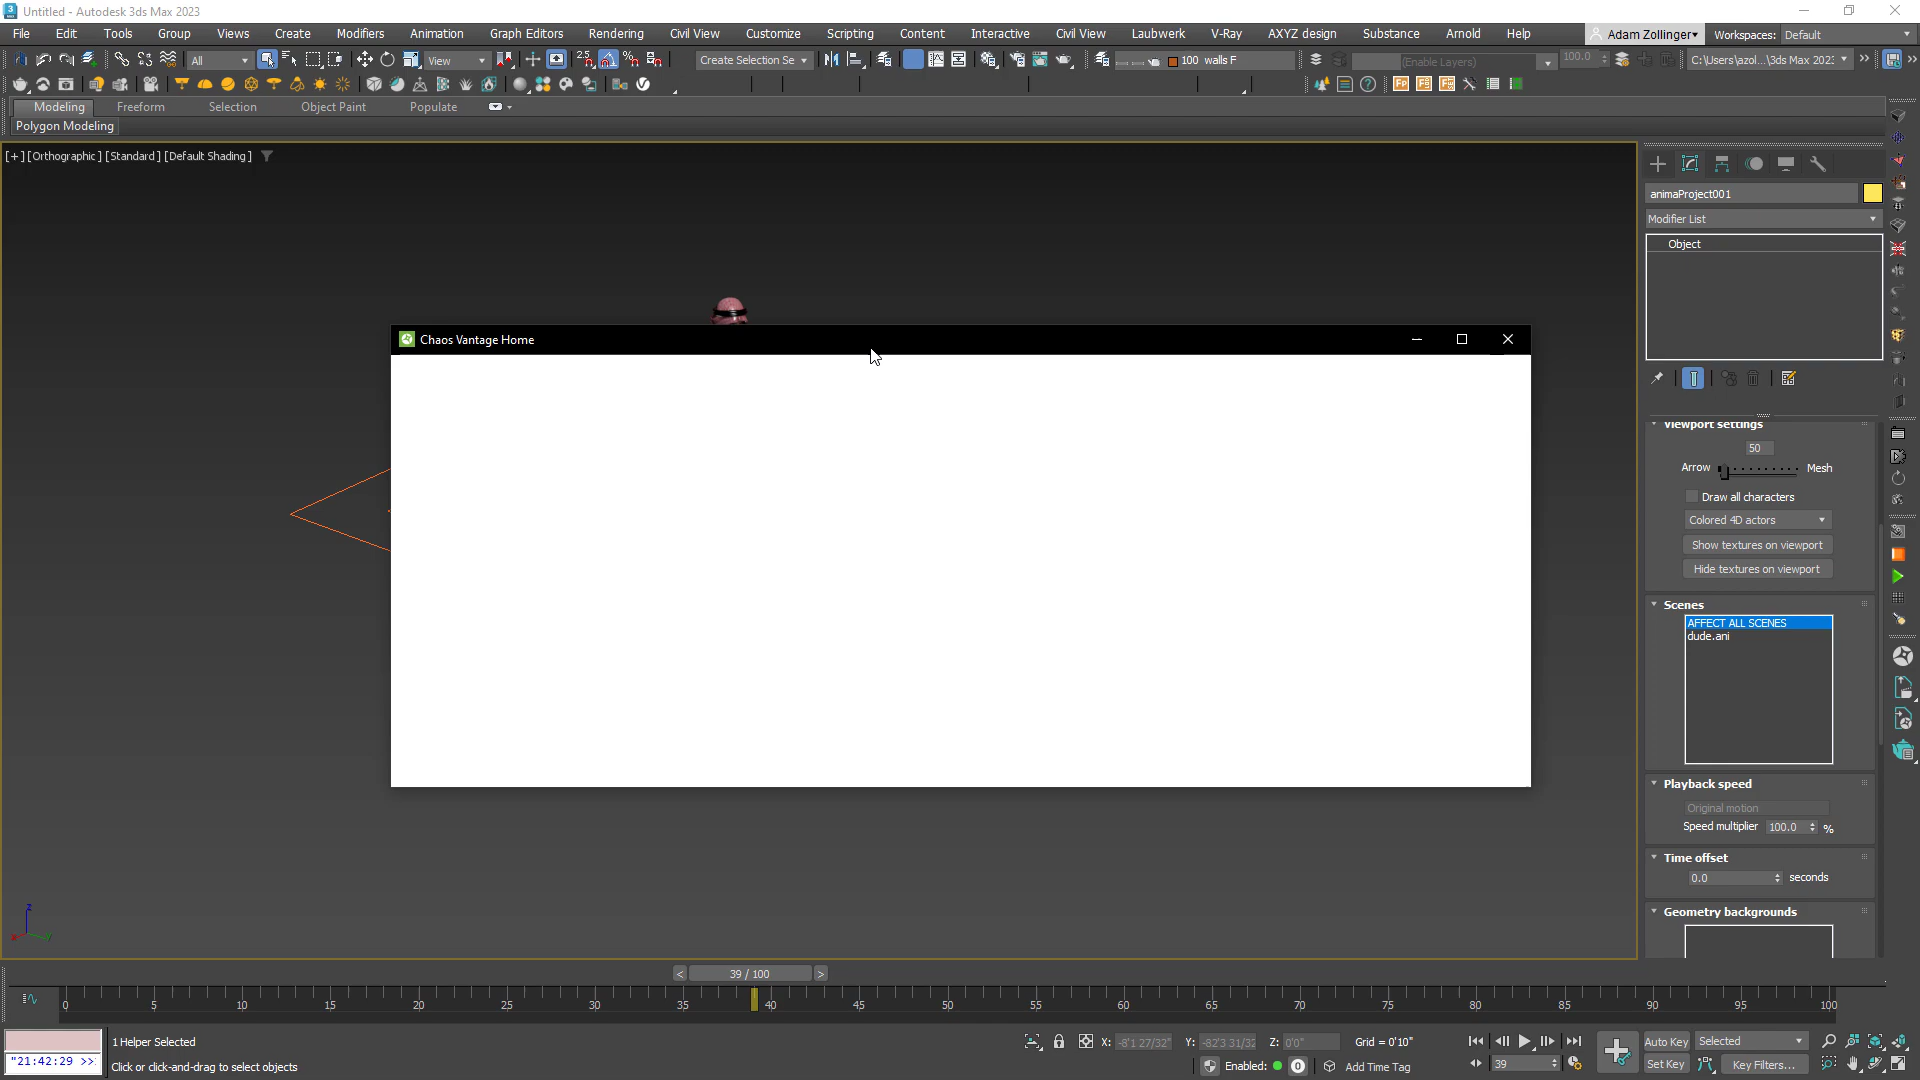 Untitled - Autodesk 3ds Max 2023
File Edit Tools Group Views Create Modifiers Animation Graph Editors Rendering Civil View Customize Scripting Content Interactive Civil View Laubwerk V-Ray AXYZ design Substance Arnold Help Adam Zollinger Workspaces: Default
All View Create Selection Se 100 walls F (Enable Layers) 100.0 C:\Users\azol...\3ds Max 2023
Modeling Freeform Selection Object Paint Populate
Polygon Modeling
[+] [Orthographic ] [Standard ] [Default Shading ]
animaProject001
Modifier List
Object
Chaos Vantage Home
Viewport settings
50
Arrow Mesh
Draw all characters
Colored 4D actors
Show textures on viewport
Hide textures on viewport
Scenes
AFFECT ALL SCENES
dude.ani
Playback speed
Original motion
Speed multiplier 100.0 %
Time offset
0.0 seconds
Geometry backgrounds
39 / 100
0 5 10 15 20 25 30 35 40 45 50 55 60 65 70 75 80 85 90 95 100
1 Helper Selected
X: -8'1 27/32" Y: -82'3 31/32 Z: 0'0" Grid = 0'10"
Auto Key Selected
"21:42:29 >>
Click or click-and-drag to select objects
Enabled: 0 Add Time Tag
39
Set Key Key Filters...